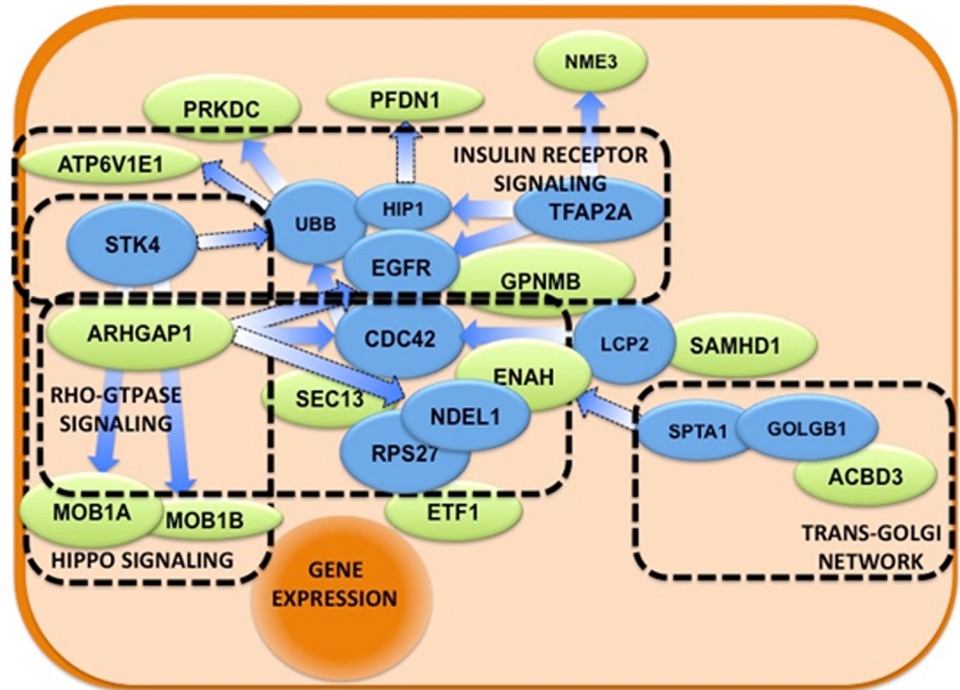 NME3
PRKDC
PFDN1
ATP6V1E1
INSULIN RECEPTOR
SIGNALING
UBB
HIP1
TFAP2A
STK4
EGFR
GPNMB
ARHGAP1
CDC42
LCP2
SAMHD1
RHO-GTPASE
SIGNALING
SEC13
ENAH
NDEL1
SPTA1
GOLGB1
RPS27
ACBD3
MOB1A
MOB1B
ETF1
HIPPO SIGNALING
TRANS-GOLGI
NETWORK
GENE
EXPRESSION